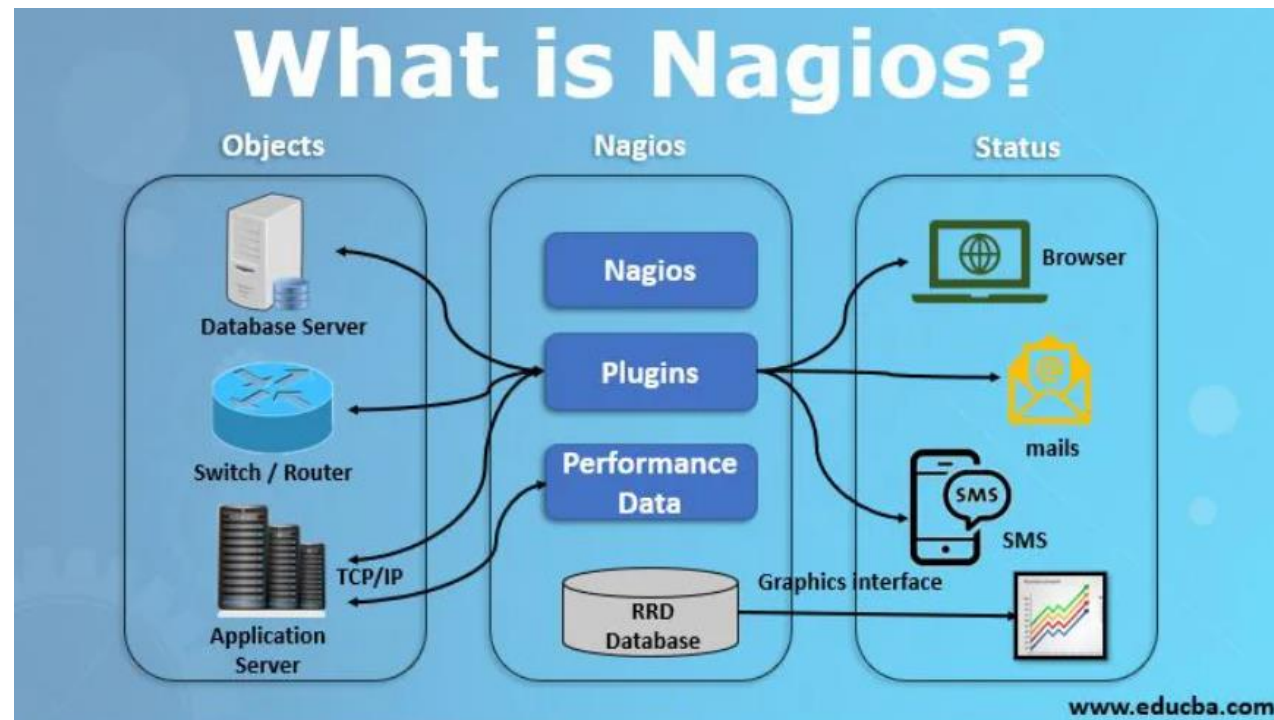 What is Nagios?
Objects
Nagios
Status
Database Server
Switch / Router
TCP/IP
Application
Server
Nagios
Plugins
Performance
Data
RRD
Database
Browser
mails
SMS
SMS
Graphics interface
www.educba.com